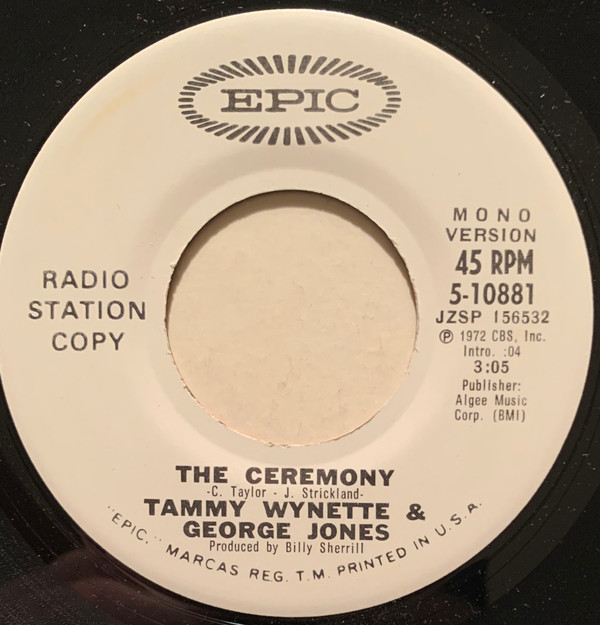 EPIC
RADIO
STATION
COPY
MONO
VERSION
45 RPM
5-10881
JZSP 156532
℗ 1972 CBS, Inc.
Intro. :04
3:05
Publisher:
Algee Music
Corp. (BMI)
THE CEREMONY
-C. Taylor - J. Strickland-
TAMMY WYNETTE &
GEORGE JONES
Produced by Billy Sherrill
"EPIC," MARCAS REG. T.M. PRINTED IN U.S.A.